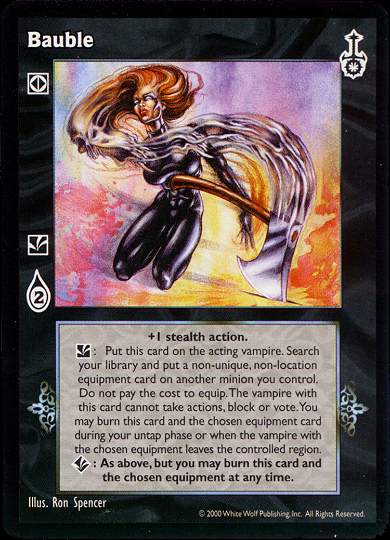 Bauble
2
+1 stealth action.
: Put this card on the acting vampire. Search
your library and put a non-unique, non-location
equipment card on another minion you control.
Do not pay the cost to equip. The vampire with
this card cannot take actions, block or vote. You
may burn this card and the chosen equipment card
during your untap phase or when the vampire with
the chosen equipment leaves the controlled region.
: As above, but you may burn this card and
the chosen equipment at any time.
Illus. Ron Spencer
© 2000 White Wolf Publishing, Inc. All Rights Reserved.